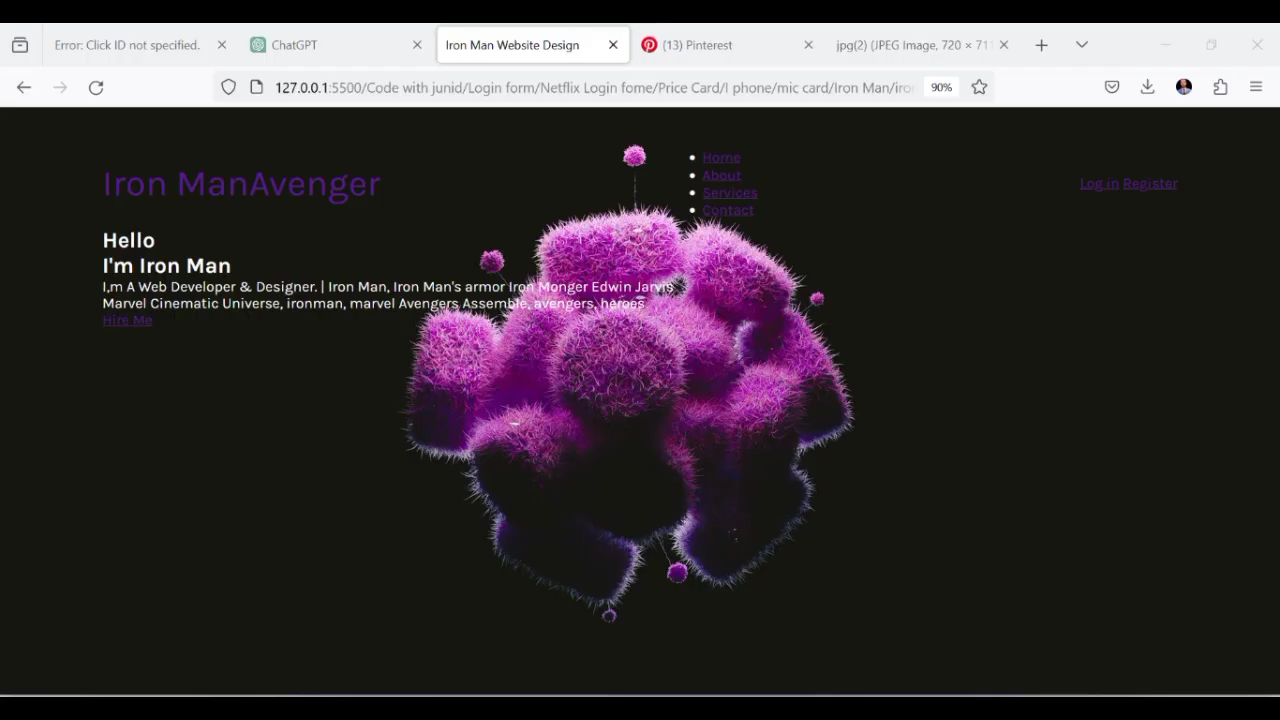 Error: Click ID not specified.
ChatGPT
Iron Man Website Design
(13) Pinterest
jpg(2) (JPEG Image, 720 × 711
127.0.0.1:5500/Code with junid/Login form/Netflix Login fome/Price Card/I phone/mic card/Iron Man/iron
90%
Home
About
Services
Contact
Iron ManAvenger
Log in Register
Hello
I'm Iron Man
I,m A Web Developer & Designer. | Iron Man, Iron Man's armor Iron Monger Edwin Jarvis
Marvel Cinematic Universe, ironman, marvel Avengers Assemble, avengers, heroes
Hire Me